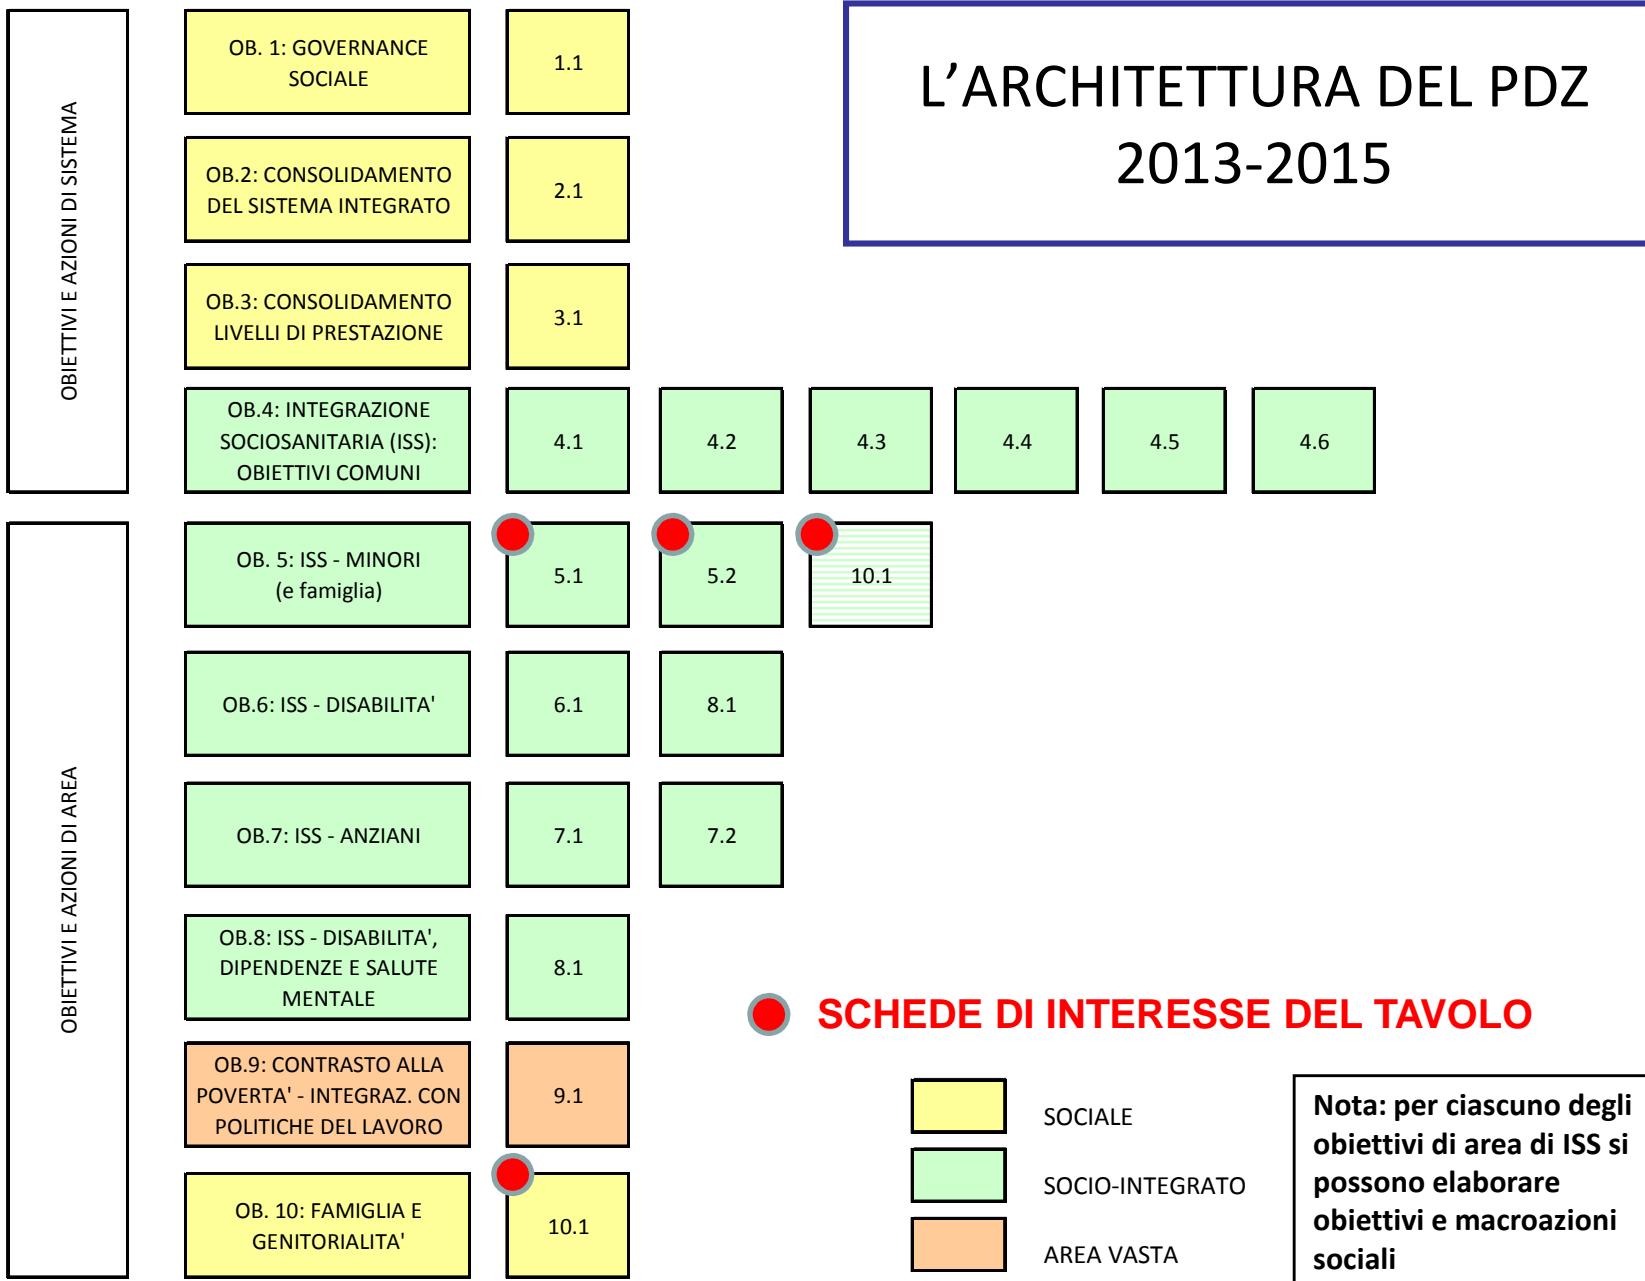 L'ARCHITETTURA DEL PDZ
2013-2015
OBIETTIVI E AZIONI DI SISTEMA
OB. 1: GOVERNANCE
SOCIALE
1.1
OB.2: CONSOLIDAMENTO
DEL SISTEMA INTEGRATO
2.1
OB.3: CONSOLIDAMENTO
LIVELLI DI PRESTAZIONE
3.1
OB.4: INTEGRAZIONE
SOCIOSANITARIA (ISS):
OBIETTIVI COMUNI
4.1
4.2
4.3
4.4
4.5
4.6
OBIETTIVI E AZIONI DI AREA
OB. 5: ISS - MINORI
(e famiglia)
5.1
5.2
10.1
OB.6: ISS - DISABILITA'
6.1
8.1
OB.7: ISS - ANZIANI
7.1
7.2
OB.8: ISS - DISABILITA',
DIPENDENZE E SALUTE
MENTALE
8.1
OB.9: CONTRASTO ALLA
POVERTA' - INTEGRAZ. CON
POLITICHE DEL LAVORO
9.1
OB. 10: FAMIGLIA E
GENITORIALITA'
10.1
SCHEDE DI INTERESSE DEL TAVOLO
SOCIALE
SOCIO-INTEGRATO
AREA VASTA
Nota: per ciascuno degli
obiettivi di area di ISS si
possono elaborare
obiettivi e macroazioni
sociali